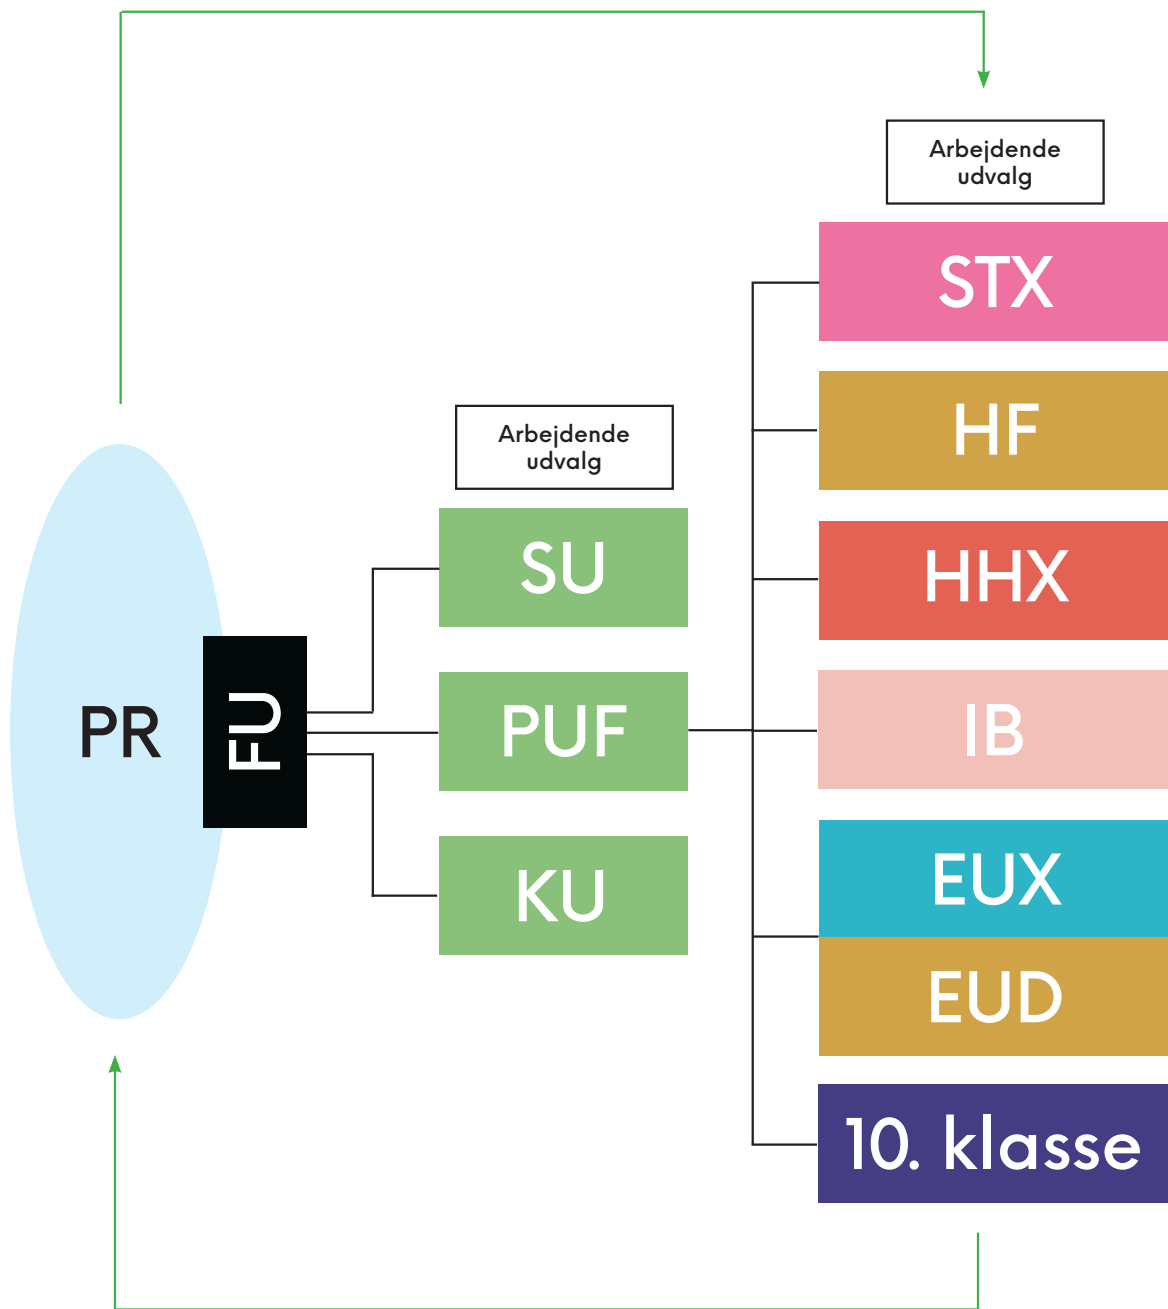 PR
FU
Arbejdende
udvalg
SU
PUF
KU
Arbejdende
udvalg
STX
HF
HHX
IB
EUX
EUD
10. klasse